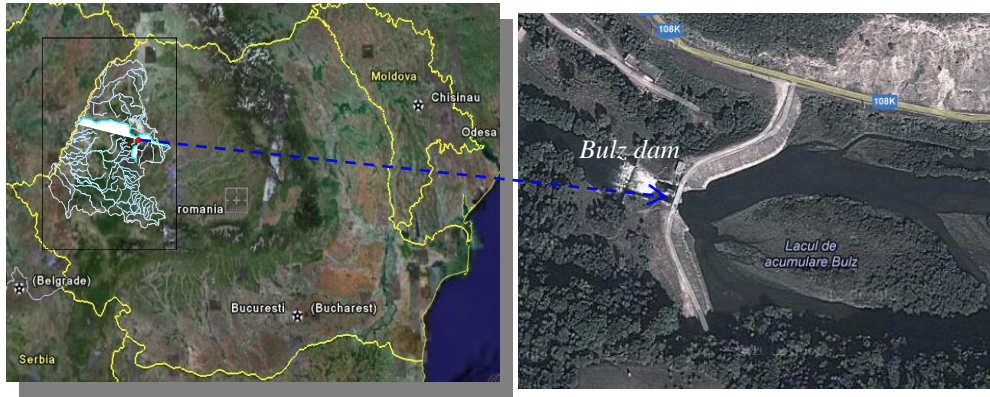 Moldova
Chisinau
Odesa
romania
(Belgrade)
Bucuresti
(Bucharest)
Serbia
108K
108K
Bulz dam
Lacul de
acumulare Bulz